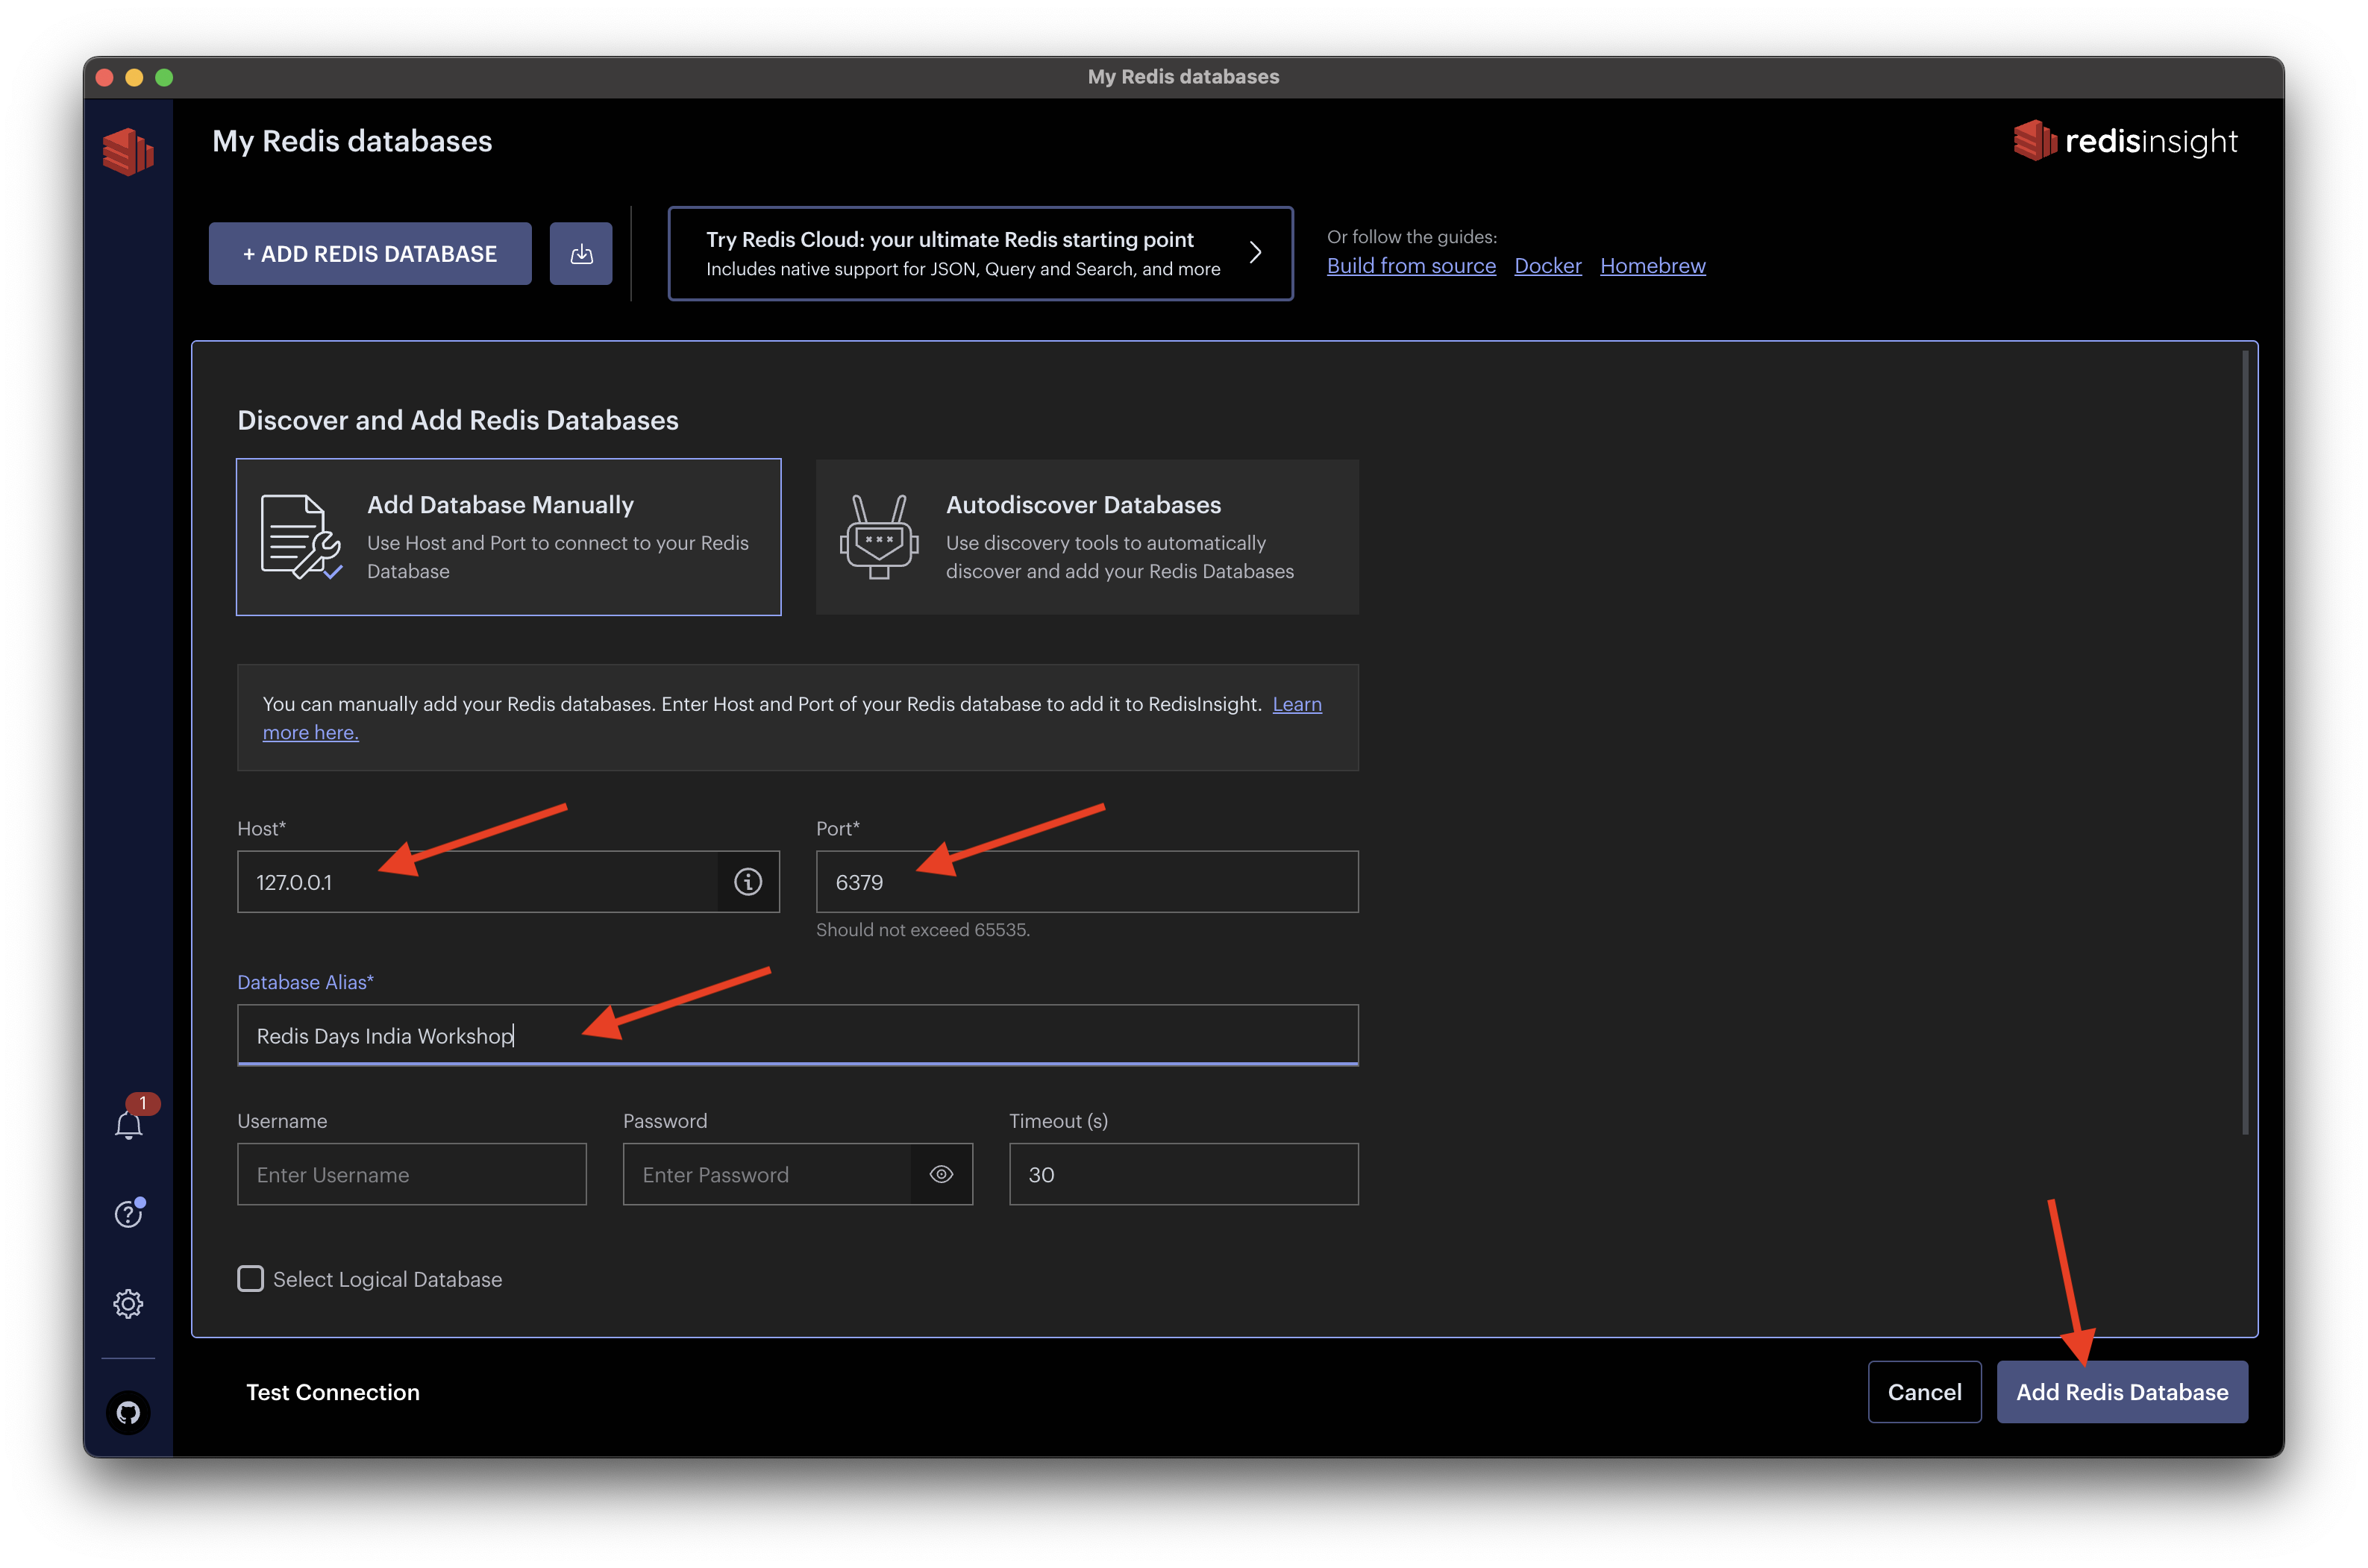 My Redis databases
My Redis databases
redisinsight
+ ADD REDIS DATABASE
Try Redis Cloud: your ultimate Redis starting point
Includes native support for JSON, Query and Search, and more
Or follow the guides:
Build from source Docker Homebrew
Discover and Add Redis Databases
Add Database Manually
Use Host and Port to connect to your Redis
Database
Autodiscover Databases
Use discovery tools to automatically
discover and add your Redis Databases
You can manually add your Redis databases. Enter Host and Port of your Redis database to add it to RedisInsight. Learn
more here.
Host*
Port*
127.0.0.1
6379
Should not exceed 65535.
Database Alias*
Redis Days India Workshop
1
Username
Password
Timeout (s)
Enter Username
Enter Password
30
Select Logical Database
Test Connection
Cancel
Add Redis Database